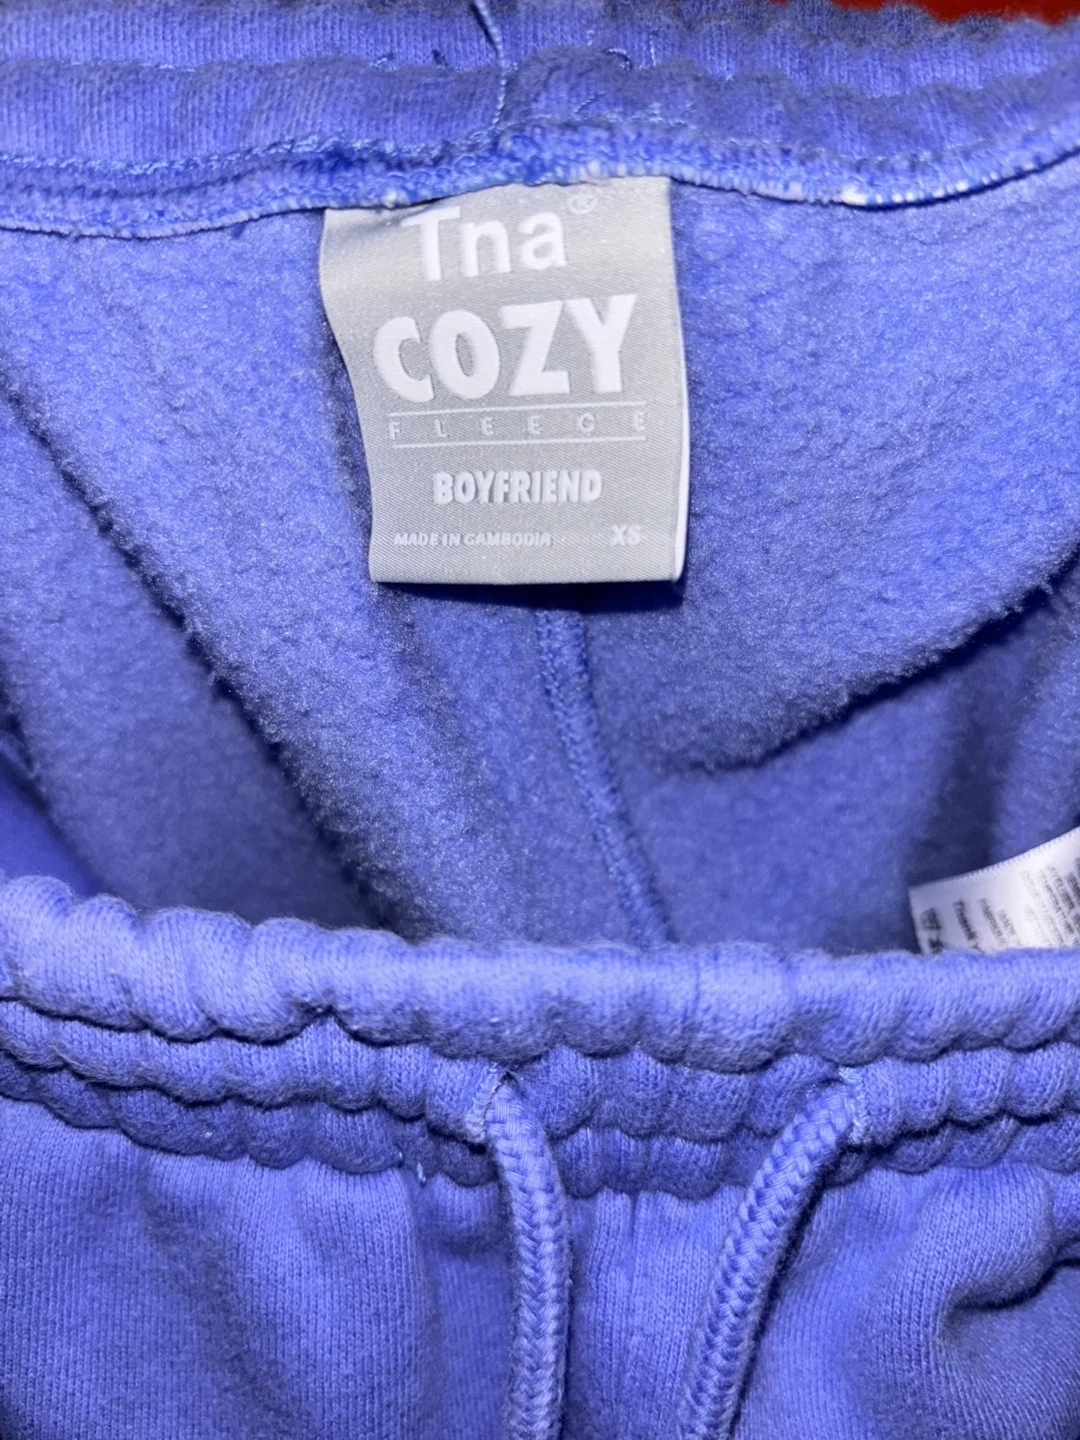 Tna®
COZY
FLEECE
BOYFRIEND
MADE IN CAMBODIA XS